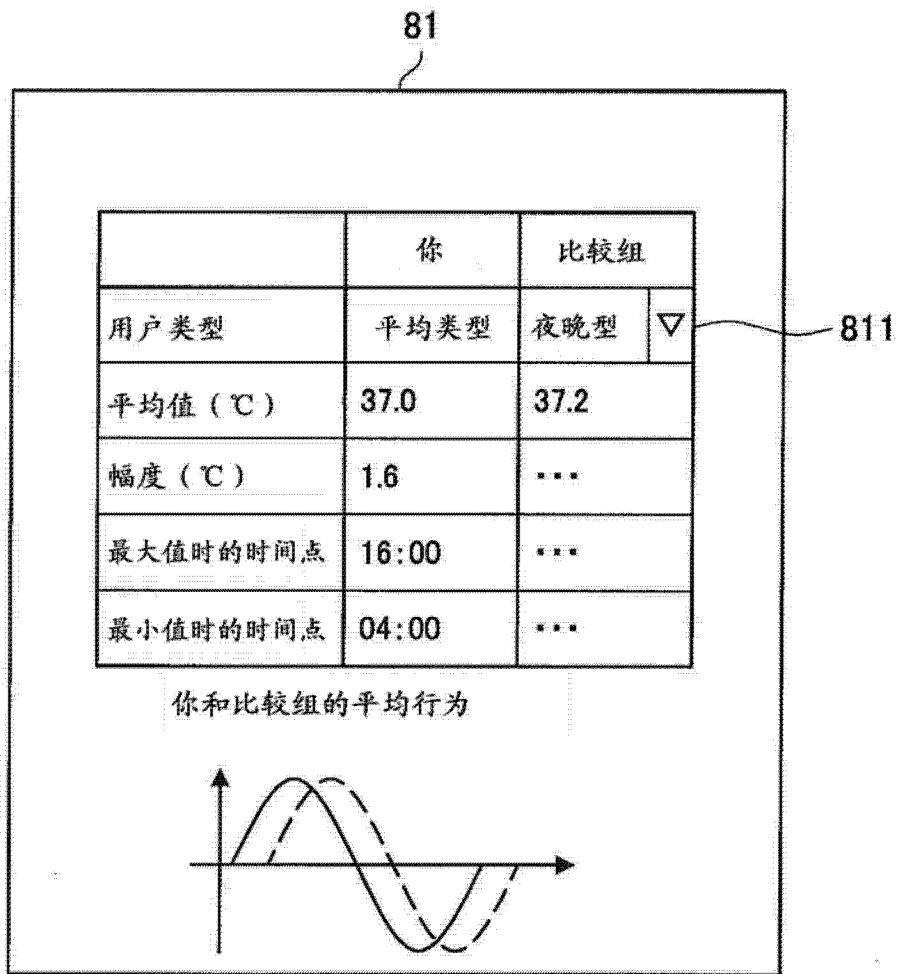 81
你 比较组
用户类型 平均类型 夜晚型 ▽
811
平均值（℃） 37.0 37.2
幅度（℃） 1.6 ･･･
最大值时的时间点 16:00 ･･･
最小值时的时间点 04:00 ･･･
你和比较组的平均行为